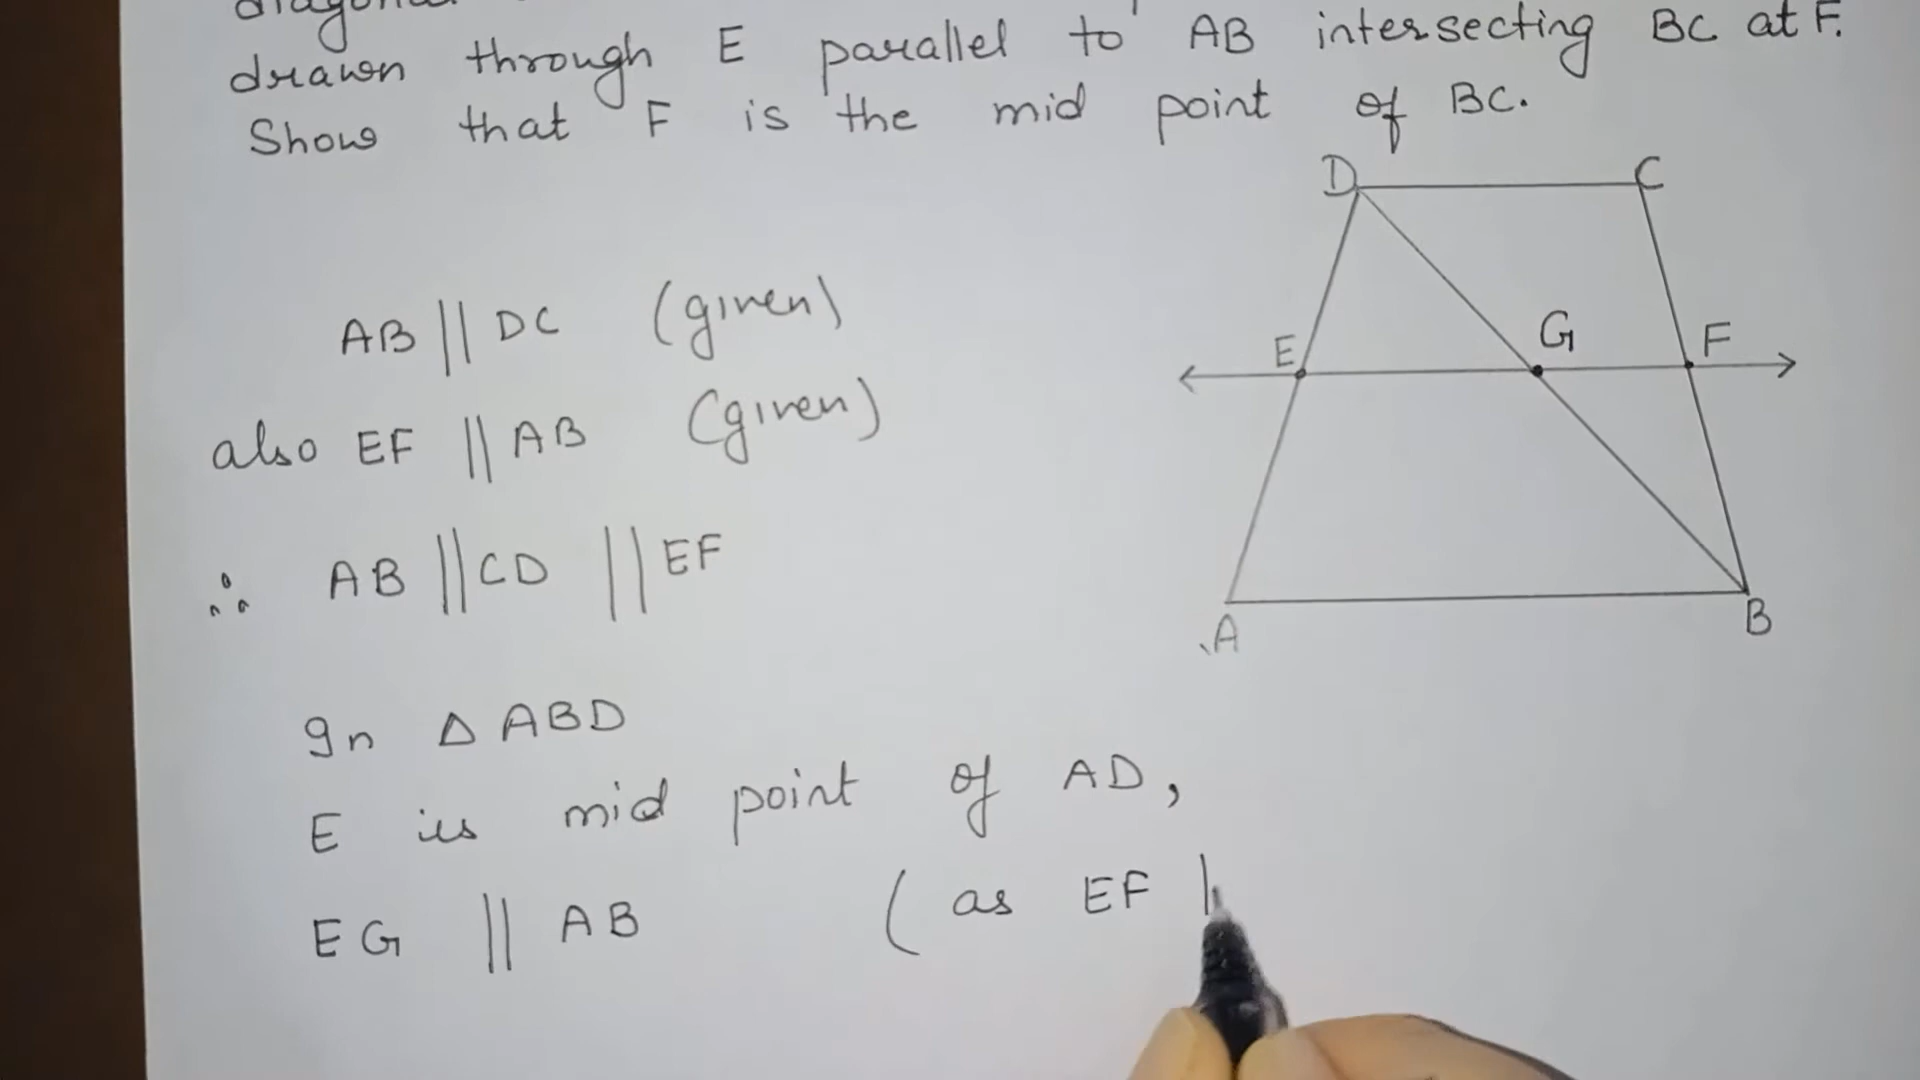 drawn through E parallel to AB intersecting BC at F.
Show that F is the mid point of BC.
D C
AB || DC (given)
E G F
also EF || AB (given)
∴ AB || CD || EF
A B
In △ ABD
E is mid point of AD,
EG || AB (as EF |